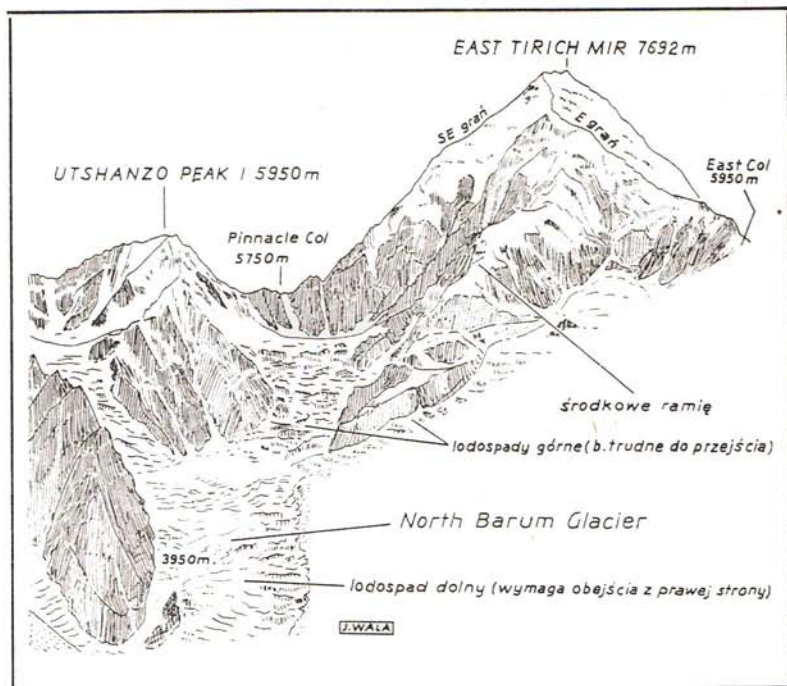 EAST TIRICH MIR 7692m
SE grań
E grań
East Col
5950m
UTSHANZO PEAK I 5950m
Pinnacle Col
5750m
środkowe ramię
lodospady górne (b. trudne do przejścia)
North Barum Glacier
3950m.
lodospad dolny (wymaga obejścia z prawej strony)
J.WALA